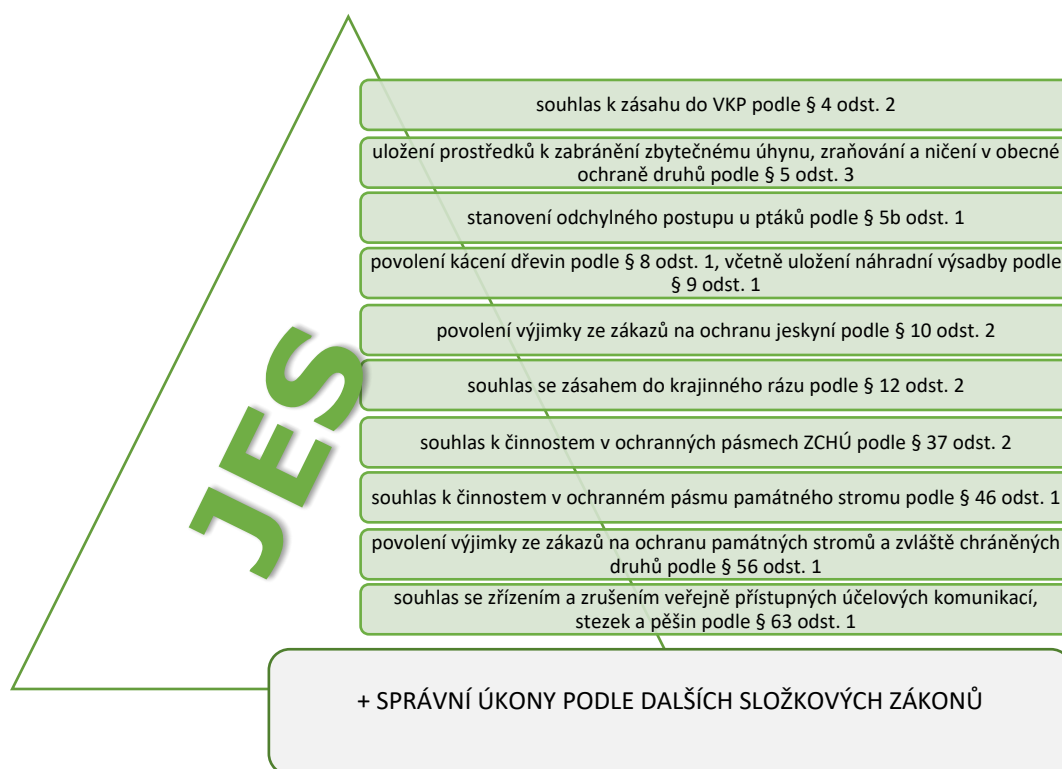 souhlas k zásahu do VKP podle § 4 odst. 2
uložení prostředků k zabránění zbytečnému úhynu, zraňování a ničení v obecné
ochraně druhů podle § 5 odst. 3
stanovení odchylného postupu u ptáků podle § 5b odst. 1
povolení kácení dřevin podle § 8 odst. 1, včetně uložení náhradní výsadby podle
§ 9 odst. 1
povolení výjimky ze zákazů na ochranu jeskyní podle § 10 odst. 2
souhlas se zásahem do krajinného rázu podle § 12 odst. 2
souhlas k činnostem v ochranných pásmech ZCHÚ podle § 37 odst. 2
souhlas k činnostem v ochranném pásmu památného stromu podle § 46 odst. 1
povolení výjimky ze zákazů na ochranu památných stromů a zvláště chráněných
druhů podle § 56 odst. 1
souhlas se zřízením a zrušením veřejně přístupných účelových komunikací,
stezek a pěšin podle § 63 odst. 1
JES
+ SPRÁVNÍ ÚKONY PODLE DALŠÍCH SLOŽKOVÝCH ZÁKONŮ